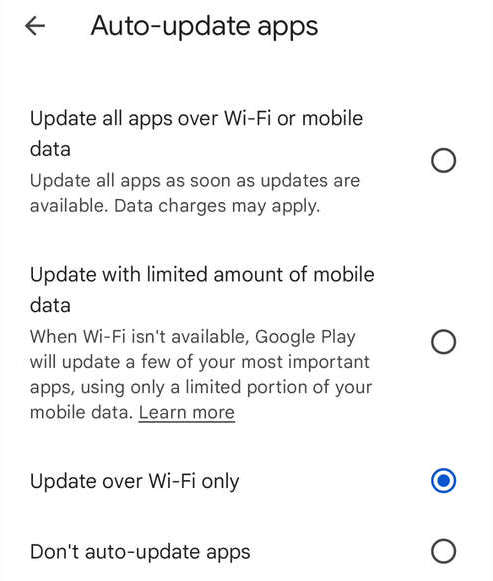 Auto-update apps
Update all apps over Wi-Fi or mobile
data
Update all apps as soon as updates are
available. Data charges may apply.
Update with limited amount of mobile
data
When Wi-Fi isn't available, Google Play
will update a few of your most important
apps, using only a limited portion of your
mobile data. Learn more
Update over Wi-Fi only
Don't auto-update apps